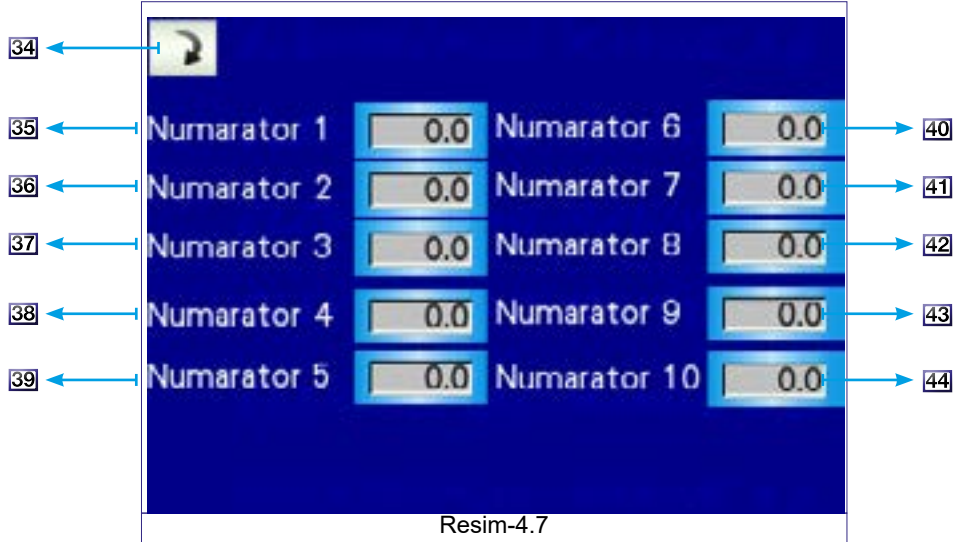 34
35 Numarator 1 0.0 Numarator 6 0.0 40
36 Numarator 2 0.0 Numarator 7 0.0 41
37 Numarator 3 0.0 Numarator 8 0.0 42
38 Numarator 4 0.0 Numarator 9 0.0 43
39 Numarator 5 0.0 Numarator 10 0.0 44
Resim-4.7